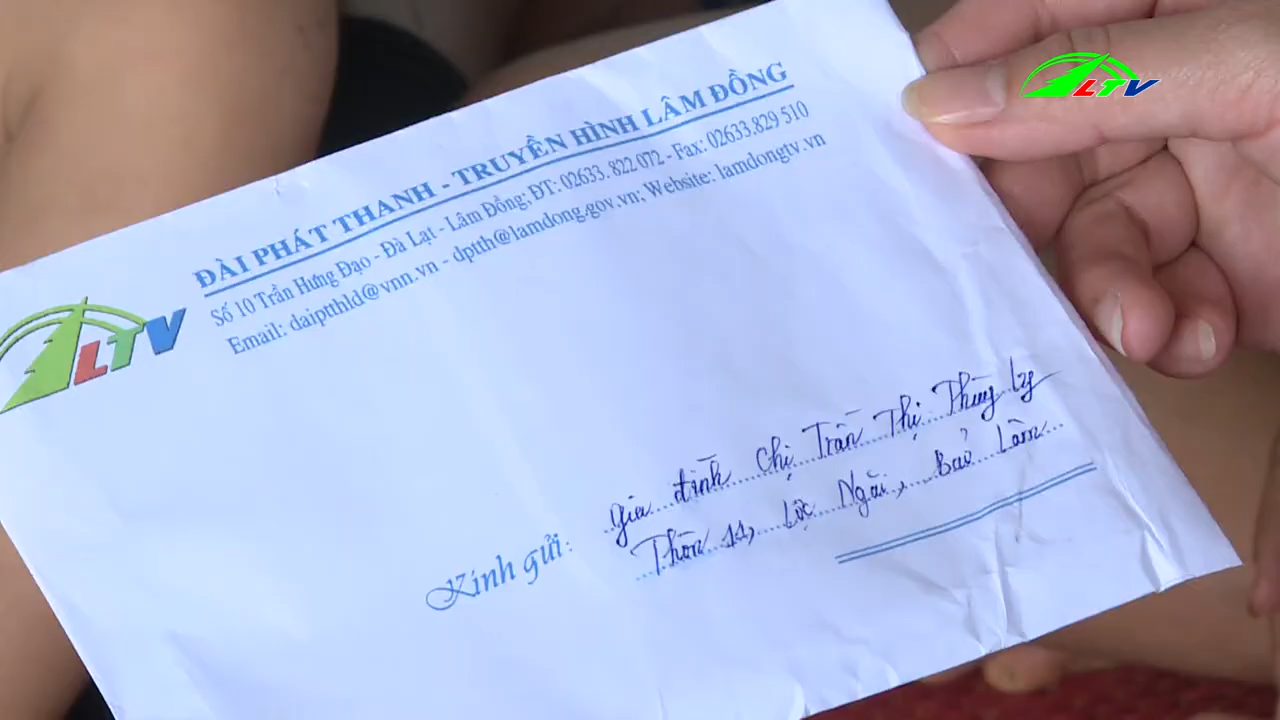 LTV
ĐÀI PHÁT THANH - TRUYỀN HÌNH LÂM ĐỒNG
Số 10 Trần Hưng Đạo - Đà Lạt - Lâm Đồng; ĐT: 02633. 822 072 - Fax: 02633.829 510
Email: daiptthld@vnn.vn - dptth@lamdong.gov.vn; Website: lamdongtv.vn
LTV
Kính gửi: gia đình chị Trần Thị Thùy Ly
Thôn 11, Lộc Ngãi, Bảo Lâm